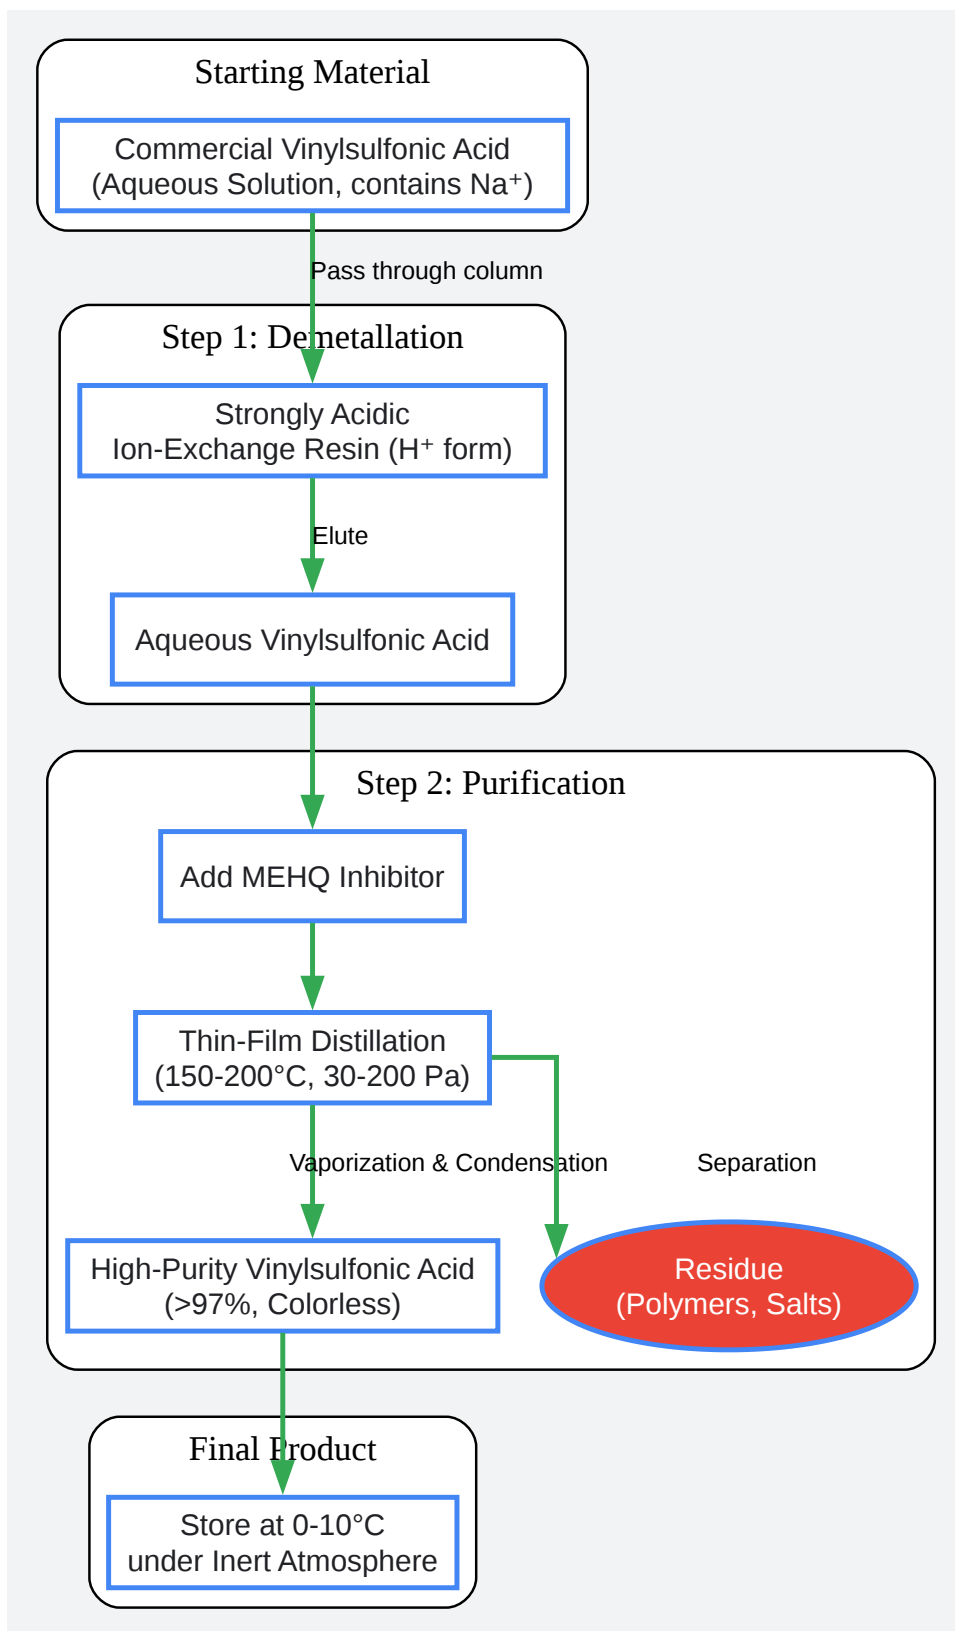 Starting Material
Commercial Vinylsulfonic Acid
(Aqueous Solution, contains Na⁺)
Pass through column
Step 1: Demetallation
Strongly Acidic
Ion-Exchange Resin (H⁺ form)
Elute
Aqueous Vinylsulfonic Acid
Step 2: Purification
Add MEHQ Inhibitor
Thin-Film Distillation
(150-200°C, 30-200 Pa)
Vaporization & Condensation
Separation
High-Purity Vinylsulfonic Acid
(>97%, Colorless)
Residue
(Polymers, Salts)
Final Product
Store at 0-10°C
under Inert Atmosphere